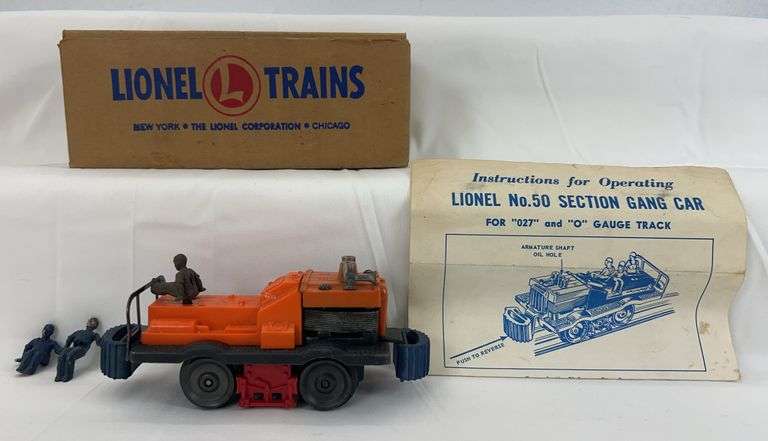 LIONEL L TRAINS
NEW YORK • THE LIONEL CORPORATION • CHICAGO
Instructions for Operating
LIONEL No.50 SECTION GANG CAR
FOR "027" and "O" GAUGE TRACK
ARMATURE SHAFT
OIL HOLE
PUSH TO REVERSE